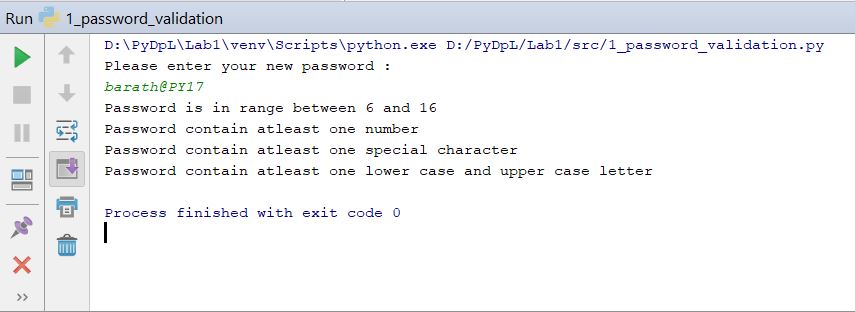 Run 1_password_validation
D:\PyDpL\Lab1\venv\Scripts\python.exe D:/PyDpL/Lab1/src/1_password_validation.py
Please enter your new password :
barath@PY17
Password is in range between 6 and 16
Password contain atleast one number
Password contain atleast one special character
Password contain atleast one lower case and upper case letter
Process finished with exit code 0